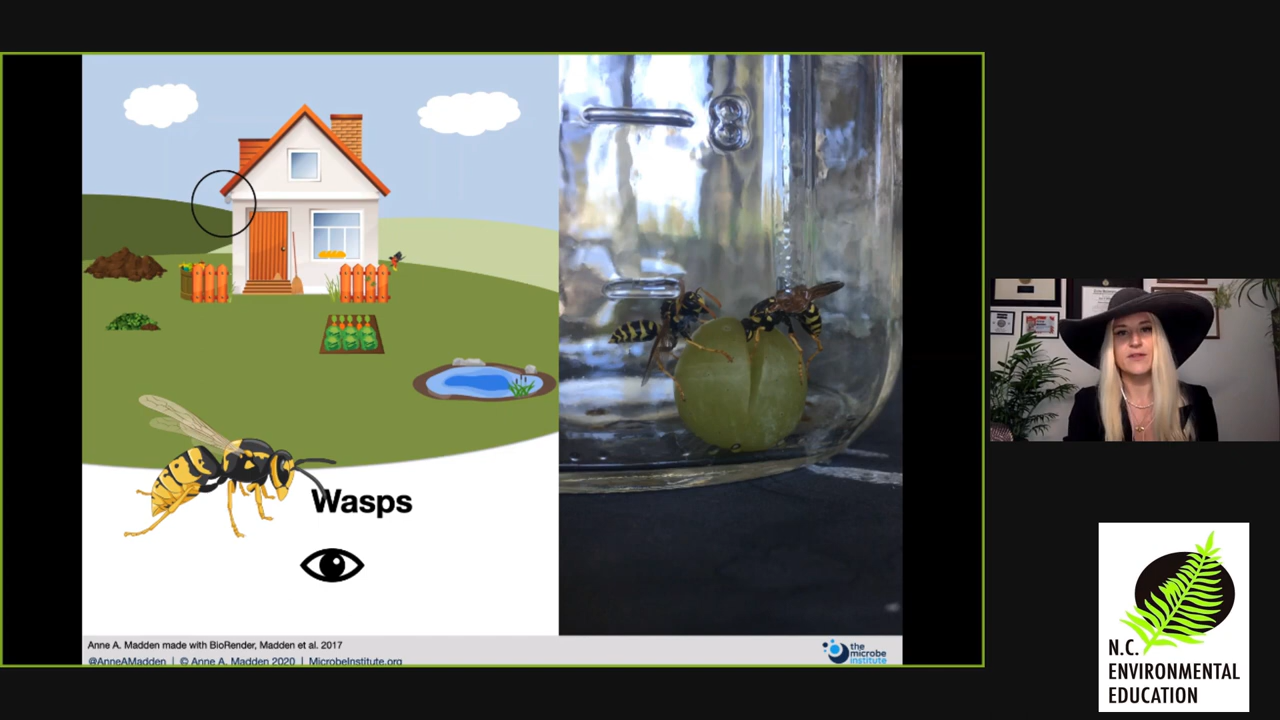 Wasps
Anne A. Madden made with BioRender, Madden et al. 2017
@AnneAMadden | © Anne A. Madden 2020 | MicrobeInstitute.org
the
microbe
institute
N.C.
ENVIRONMENTAL
EDUCATION